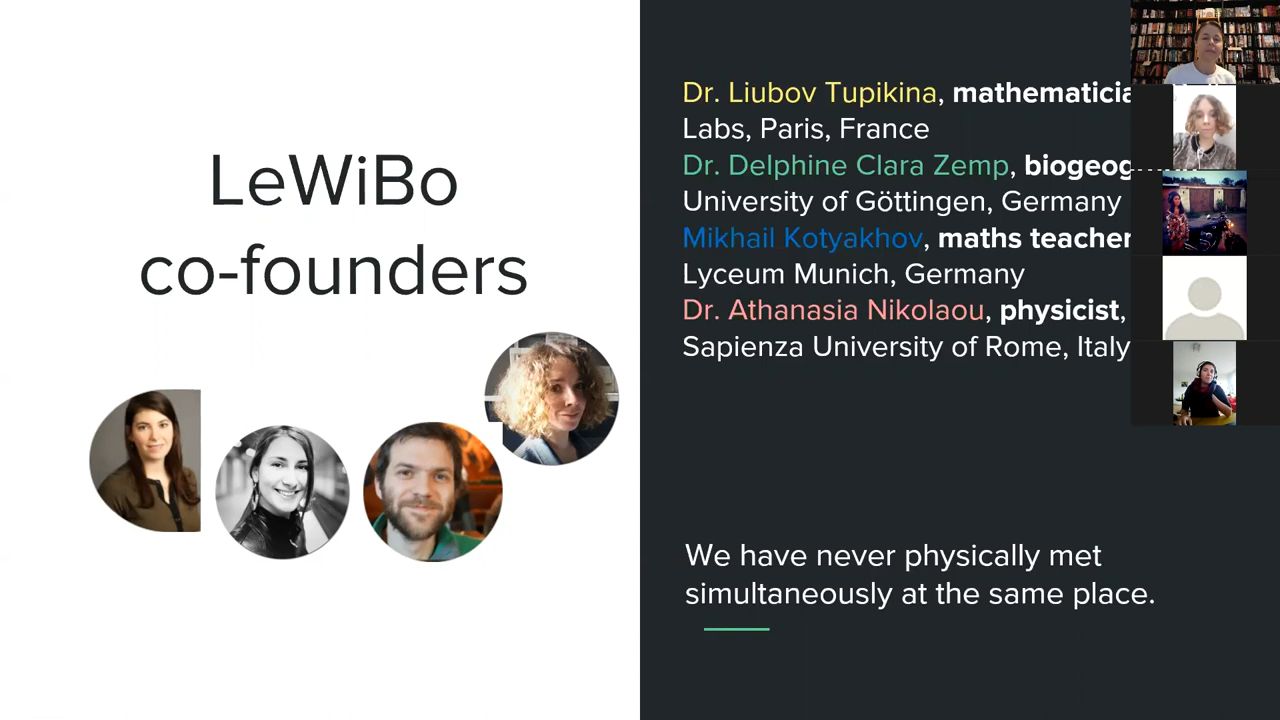 LeWiBo
co-founders
Dr. Liubov Tupikina, 
Labs, Paris, France
Dr. Delphine Clara Zemp, 
University of Göttingen, Germany
Mikhail Kotyakhov, maths teacher
Lyceum Munich, Germany
Dr. Athanasia Nikolaou, physicist,
Sapienza University of Rome, Italy
We have never physically met
simultaneously at the same place.